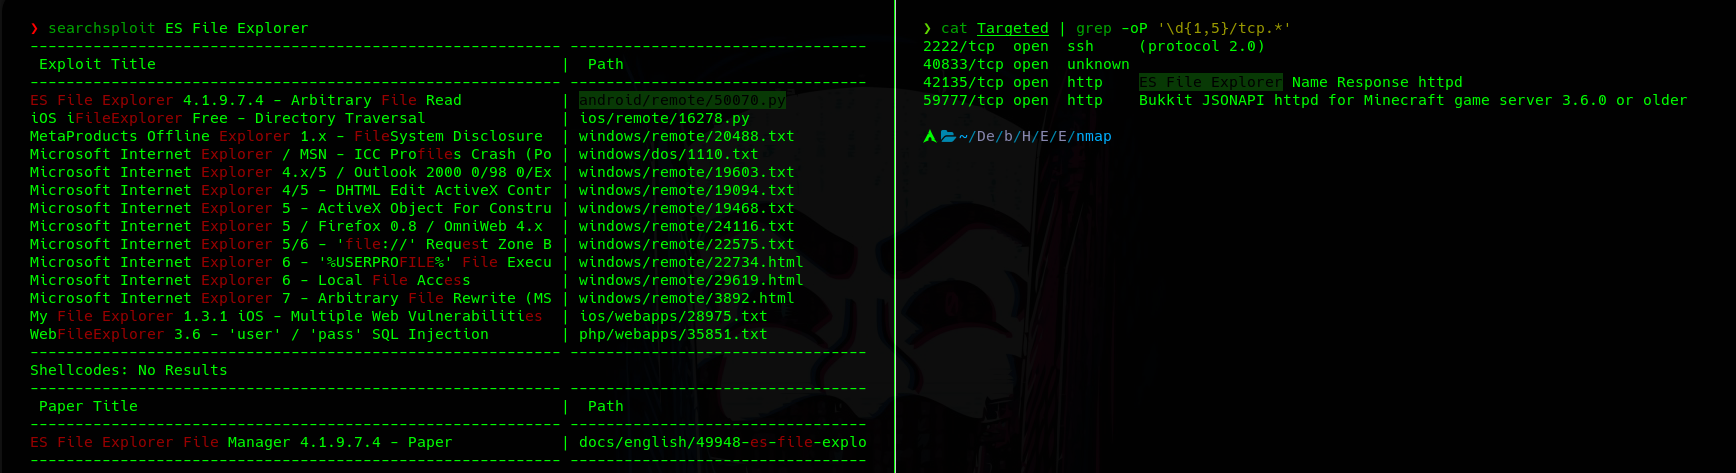 ❯ searchsploit ES File Explorer
------------------------------------------------------------ ---------------------------------
 Exploit Title                                              |  Path
------------------------------------------------------------ ---------------------------------
ES File Explorer 4.1.9.7.4 - Arbitrary File Read            | android/remote/50070.py
iOS iFileExplorer Free - Directory Traversal                | ios/remote/16278.py
MetaProducts Offline Explorer 1.x - FileSystem Disclosure   | windows/remote/20488.txt
Microsoft Internet Explorer / MSN - ICC Profiles Crash (Po  | windows/dos/1110.txt
Microsoft Internet Explorer 4.x/5 / Outlook 2000 0/98 0/Ex  | windows/remote/19603.txt
Microsoft Internet Explorer 4/5 - DHTML Edit ActiveX Contr  | windows/remote/19094.txt
Microsoft Internet Explorer 5 - ActiveX Object For Constru  | windows/remote/19468.txt
Microsoft Internet Explorer 5 / Firefox 0.8 / OmniWeb 4.x   | windows/remote/24116.txt
Microsoft Internet Explorer 5/6 - 'file://' Request Zone B  | windows/remote/22575.txt
Microsoft Internet Explorer 6 - '%USERPROFILE%' File Execu  | windows/remote/22734.html
Microsoft Internet Explorer 6 - Local File Access           | windows/remote/29619.html
Microsoft Internet Explorer 7 - Arbitrary File Rewrite (MS  | windows/remote/3892.html
My File Explorer 1.3.1 iOS - Multiple Web Vulnerabilities   | ios/webapps/28975.txt
WebFileExplorer 3.6 - 'user' / 'pass' SQL Injection         | php/webapps/35851.txt
------------------------------------------------------------ ---------------------------------
Shellcodes: No Results
------------------------------------------------------------ ---------------------------------
 Paper Title                                                |  Path
------------------------------------------------------------ ---------------------------------
ES File Explorer File Manager 4.1.9.7.4 - Paper             | docs/english/49948-es-file-explo
------------------------------------------------------------ ---------------------------------
❯ cat Targeted | grep -oP '\d{1,5}/tcp.*'
2222/tcp  open  ssh     (protocol 2.0)
40833/tcp open  unknown
42135/tcp open  http    ES File Explorer Name Response httpd
59777/tcp open  http    Bukkit JSONAPI httpd for Minecraft game server 3.6.0 or older
~/De/b/H/E/E/nmap